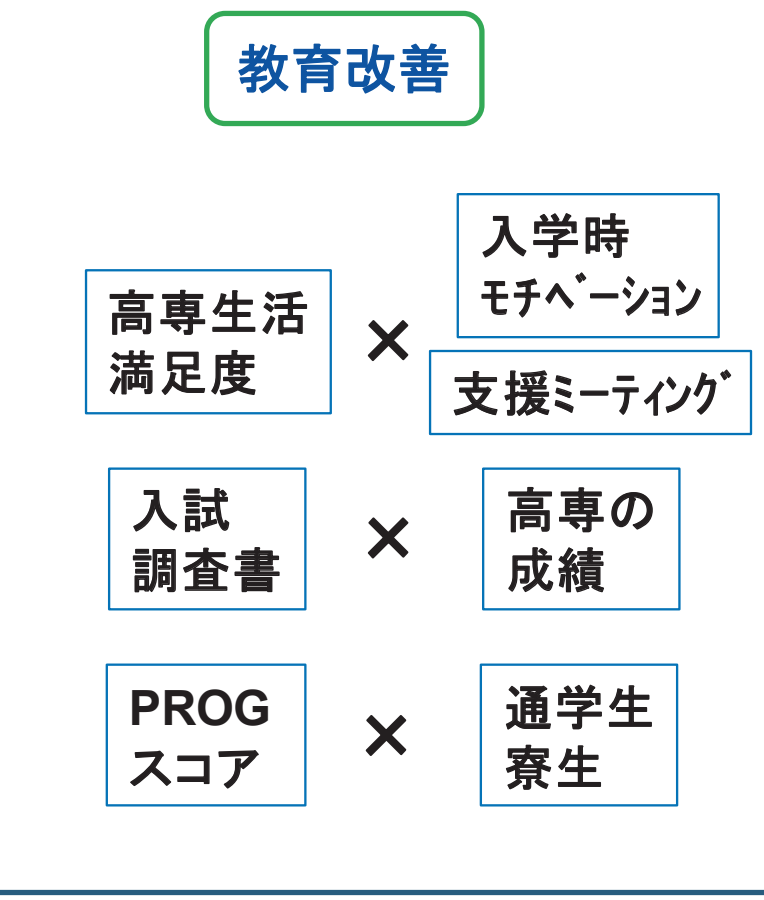 教育改善
高専生活
満足度
×
入学時
モチベーション
支援ミーティング
入試
調査書
×
高専の
成績
PROG
スコア
×
通学生
寮生